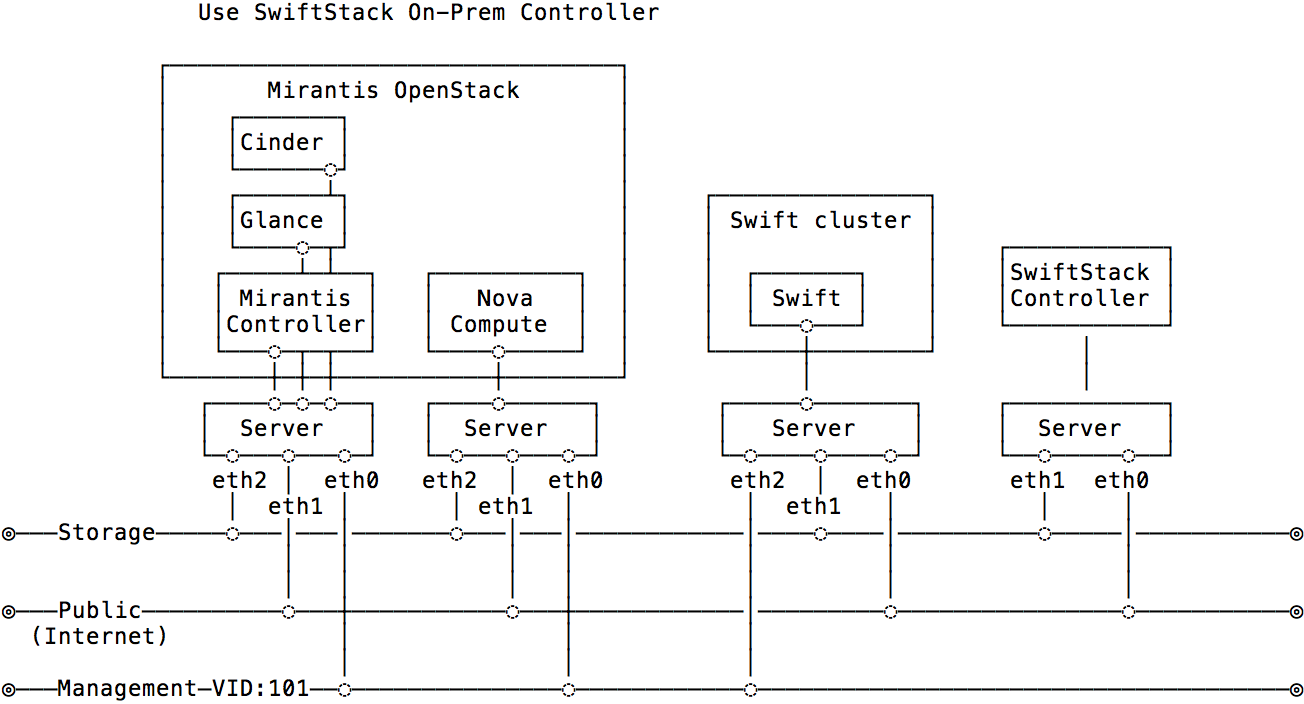 Use SwiftStack On-Prem Controller
Mirantis OpenStack
Cinder
Glance
Swift cluster
Mirantis
Controller
Nova
Compute
Swift
SwiftStack
Controller
Server
Server
Server
Server
eth2
eth0
eth2
eth0
eth2
eth0
eth1
eth0
eth1
eth1
eth1
Storage
Public
(Internet)
Management-VID:101